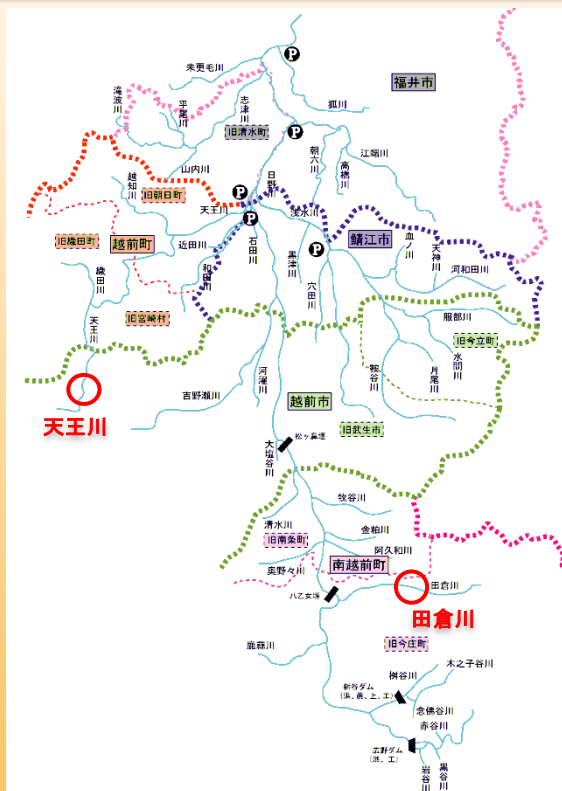 未更毛川
福井市
滝波川
平尾川
志津川
狐川
P
旧清水町
P
朝六川
高橋川
江端川
山内川
越知川
旧朝日町
P
日野川
天王川
P
浅水川
旧織田町
越前町
近田川
和田川
石田川
黒津川
P
鯖江市
血ノ川
天神川
河和田川
織田川
穴田川
旧宮崎村
天王川
服部川
旧今立町
水間川
鞍谷川
月尾川
河濯川
吉野瀬川
越前市
天王川
旧武生市
松ヶ鼻堰
大塩谷川
牧谷川
清水川
金粕川
旧南条町
阿久和川
奥野々川
南越前町
八乙女堰
田倉川
田倉川
鹿蒜川
旧今庄町
木之子谷川
桝谷川
桝谷ダム
(洪、農、上、工)
念佛谷川
赤谷川
広野ダム
(洪、工)
岩谷川
黒谷川